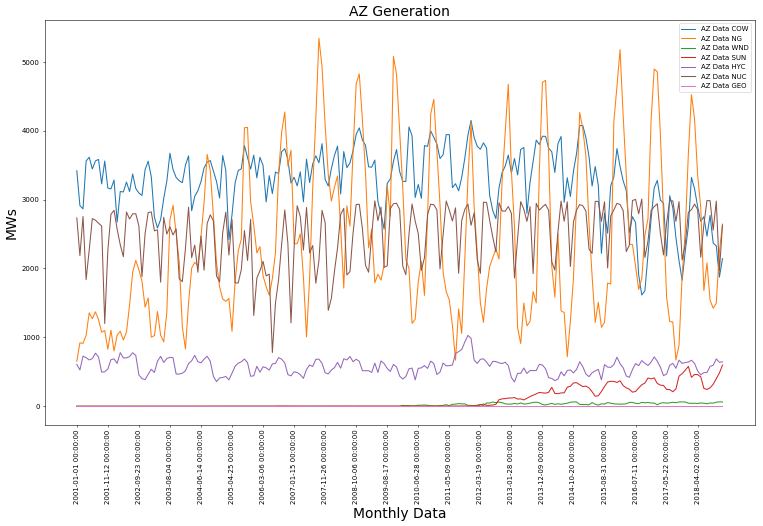 AZ Generation
AZ Data COW
AZ Data NG
AZ Data WND
AZ Data SUN
AZ Data HYC
AZ Data NUC
AZ Data GEO
MWs
5000
4000
3000
2000
1000
0
2001-01-01 00:00:00
2001-11-12 00:00:00
2002-09-23 00:00:00
2003-08-04 00:00:00
2004-06-14 00:00:00
2005-04-25 00:00:00
2006-03-06 00:00:00
2007-01-15 00:00:00
2007-11-26 00:00:00
2008-10-06 00:00:00
2009-08-17 00:00:00
2010-06-28 00:00:00
2011-05-09 00:00:00
2012-03-19 00:00:00
2013-01-28 00:00:00
2013-12-09 00:00:00
2014-10-20 00:00:00
2015-08-31 00:00:00
2016-07-11 00:00:00
2017-05-22 00:00:00
2018-04-02 00:00:00
Monthly Data